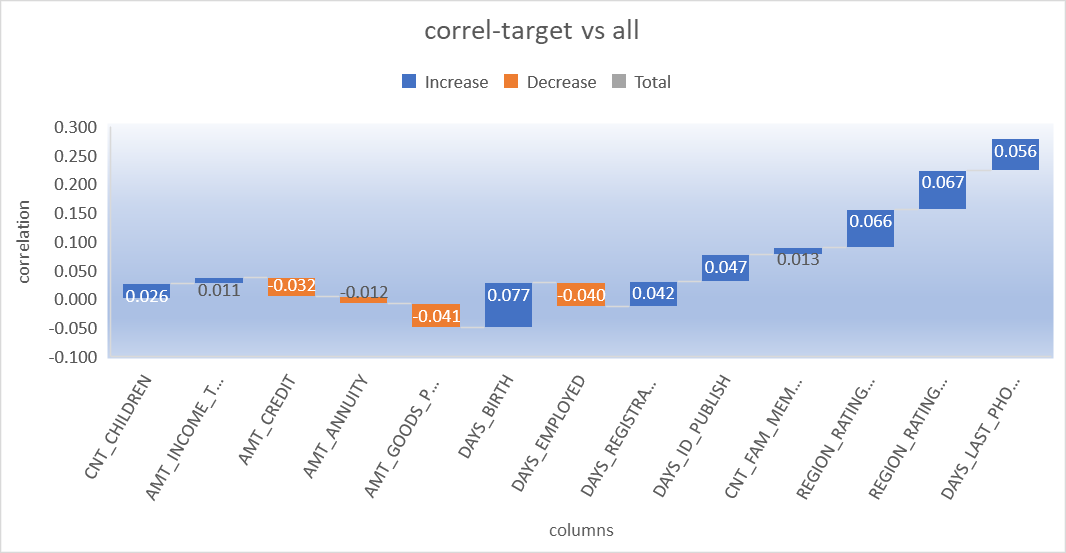 correl-target vs all
Increase Decrease Total
correlation
0.300
0.250
0.200
0.150
0.100
0.050
0.000
-0.050
-0.100
0.026
0.011
-0.032
-0.012
-0.041
0.077
-0.040
0.042
0.047
0.013
0.066
0.067
0.056
CNT_CHILDREN
AMT_INCOME_T...
AMT_CREDIT
AMT_ANNUITY
AMT_GOODS_P...
DAYS_BIRTH
DAYS_EMPLOYED
DAYS_REGISTRA...
DAYS_ID_PUBLISH
CNT_FAM_MEM...
REGION_RATING...
REGION_RATING...
DAYS_LAST_PHO...
columns